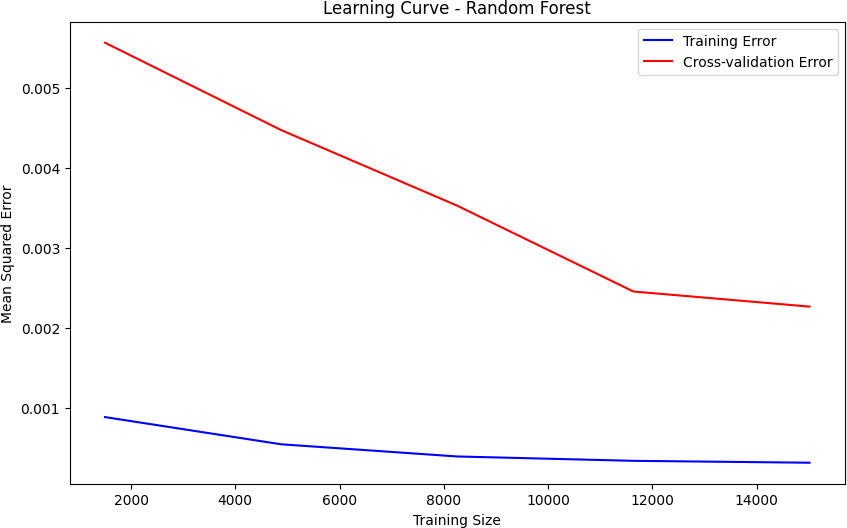 Learning Curve - Random Forest
Training Error
Cross-validation Error
Mean Squared Error
0.005
0.004
0.003
0.002
0.001
2000 4000 6000 8000 10000 12000 14000
Training Size